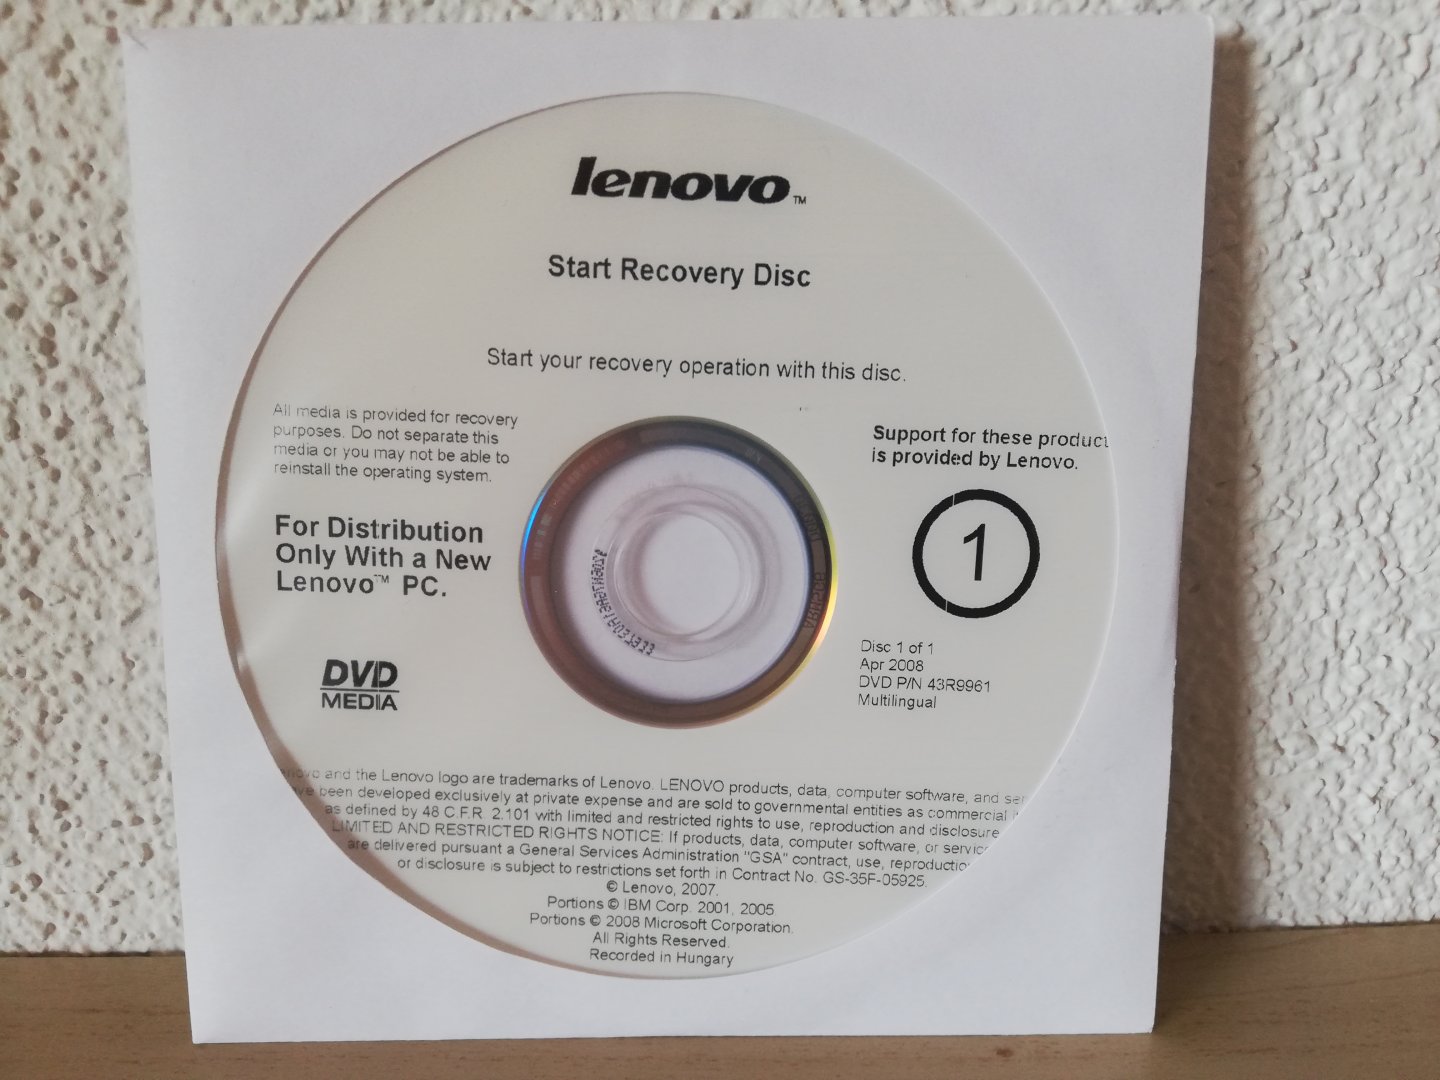 lenovo™
Start Recovery Disc
Start your recovery operation with this disc.
All media is provided for recovery
purposes. Do not separate this
media or you may not be able to
reinstall the operating system.
For Distribution
Only With a New
Lenovo™ PC.
DVD
MEDIA
Support for these product
is provided by Lenovo.
1
Disc 1 of 1
Apr 2008
DVD P/N 43R9961
Multilingual
enovo and the Lenovo logo are trademarks of Lenovo. LENOVO products, data, computer software, and ser
ve been developed exclusively at private expense and are sold to governmental entities as commercial
as defined by 48 C.F.R. 2.101 with limited and restricted rights to use, reproduction and disclosure
LIMITED AND RESTRICTED RIGHTS NOTICE: If products, data, computer software, or servic
are delivered pursuant a General Services Administration "GSA" contract, use, reproductio
or disclosure is subject to restrictions set forth in Contract No. GS-35F-05925.
© Lenovo, 2007.
Portions © IBM Corp. 2001, 2005
Portions © 2008 Microsoft Corporation.
All Rights Reserved.
Recorded in Hungary